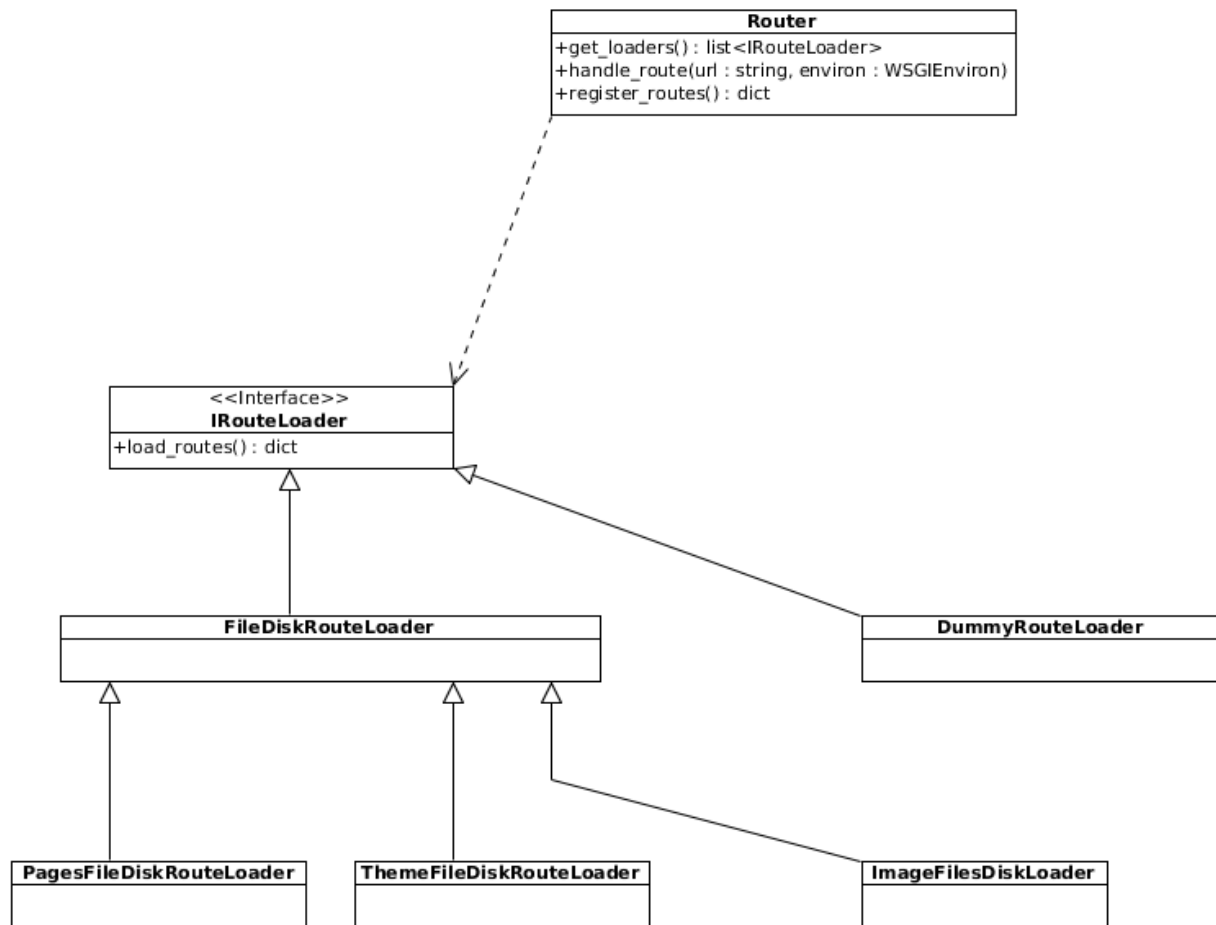 Router
+get_loaders() : list<IRouteLoader>
+handle_route(url : string, environ : WSGIEnviron)
+register_routes() : dict
<<Interface>>
IRouteLoader
+load_routes() : dict
FileDiskRouteLoader
DummyRouteLoader
PagesFileDiskRouteLoader
ThemeFileDiskRouteLoader
ImageFilesDiskLoader